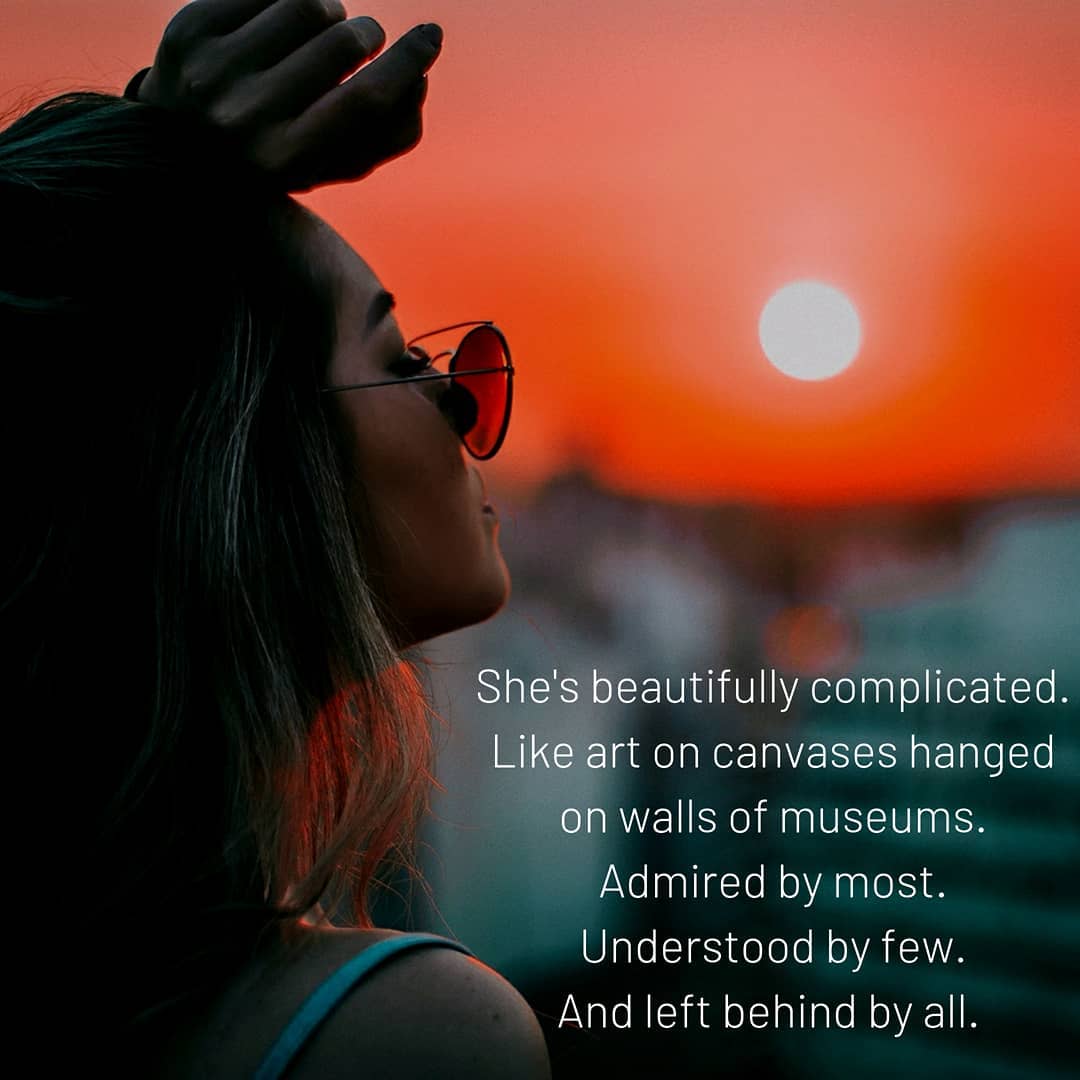 She's beautifully complicated.
Like art on canvases hanged
on walls of museums.
Admired by most.
Understood by few.
And left behind by all.